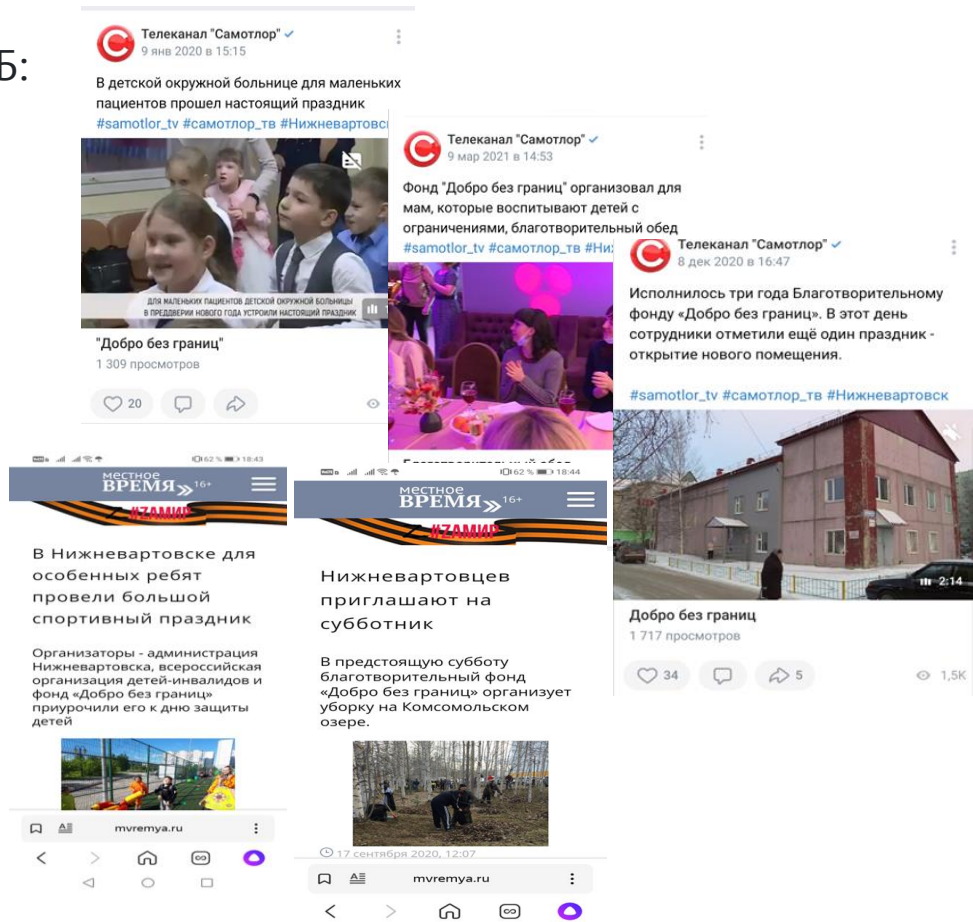 Б:
Телеканал "Самотлор"
9 янв 2020 в 15:15
В детской окружной больнице для маленьких
пациентов прошел настоящий праздник
#samotlor_tv #самотлор_тв #Нижневартовс
ДЛЯ МАЛЕНЬКИХ ПАЦИЕНТОВ ДЕТСКОЙ ОКРУЖНОЙ БОЛЬНИЦЫ
В ПРЕДДВЕРИИ НОВОГО ГОДА УСТРОИЛИ НАСТОЯЩИЙ ПРАЗДНИК
"Добро без границ"
1 309 просмотров
20
Телеканал "Самотлор"
9 мар 2021 в 14:53
Фонд "Добро без границ" организовал для
мам, которые воспитывают детей с
ограничениями, благотворительный обед
#samotlor_tv #самотлор_тв #Ни
Телеканал "Самотлор"
8 дек 2020 в 16:47
Исполнилось три года Благотворительному
фонду «Добро без границ». В этот день
сотрудники отметили ещё один праздник -
открытие нового помещения.
#samotlor_tv #самотлор_тв #Нижневартовск
2:14
Добро без границ
1 717 просмотров
34 5 1,5K
62 % 18:43
местное
ВРЕМЯ» 16+
#ZАМИР
В Нижневартовске для
особенных ребят
провели большой
спортивный праздник
Организаторы - администрация
Нижневартовска, всероссийская
организация детей-инвалидов и
фонд «Добро без границ»
приурочили его к дню защиты
детей
mvremya.ru
62 % 18:44
местное
ВРЕМЯ» 16+
#ZАМИР
Нижневартовцев
приглашают на
субботник
В предстоящую субботу
благотворительный фонд
«Добро без границ» организует
уборку на Комсомольском
озере.
17 сентября 2020, 12:07
mvremya.ru